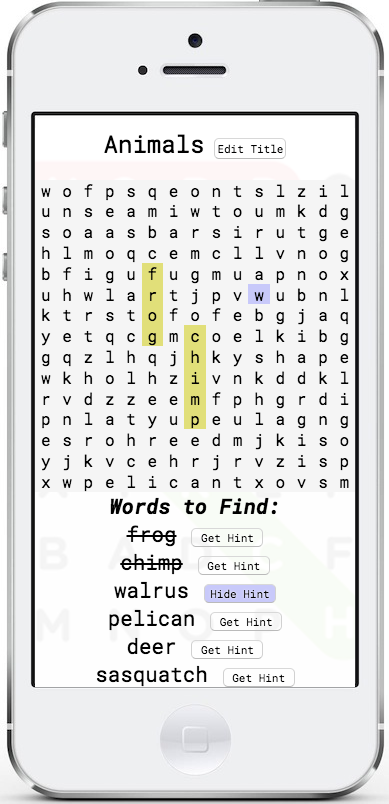 Animals Edit Title
w o f p s q e o n t s l z i l
u n s e a m i w t o u m k d g
s o a a s b a r s i r u t g e
h l m o q c e m c l l v n o g
b f i g u f u g m u a p n o x
u h w l a r t j p v w u b n l
k t r s t o f o f e b g j a q
y e t q c g m c o e l k i b g
g q z l h q j h k y s h a p e
w k h o l h z i v n k d d k l
r v d z z e e m f p h g r d i
p n l a t y u p e u l a g n g
e s r o h r e e d m j k i s o
y j k v c e h r j r v z i s p
x w p e l i c a n t x o v s m
Words to Find:
frog Get Hint
chimp Get Hint
walrus Hide Hint
pelican Get Hint
deer Get Hint
sasquatch Get Hint